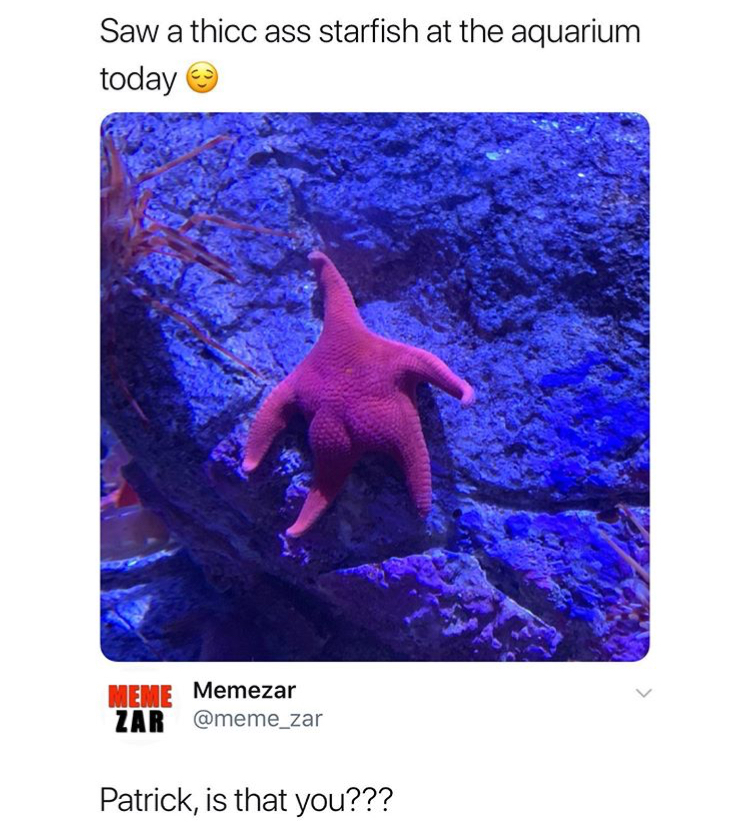 Saw a thicc ass starfish at the aquarium
today 😌
MEME
ZAR
Memezar
@meme_zar
Patrick, is that you???